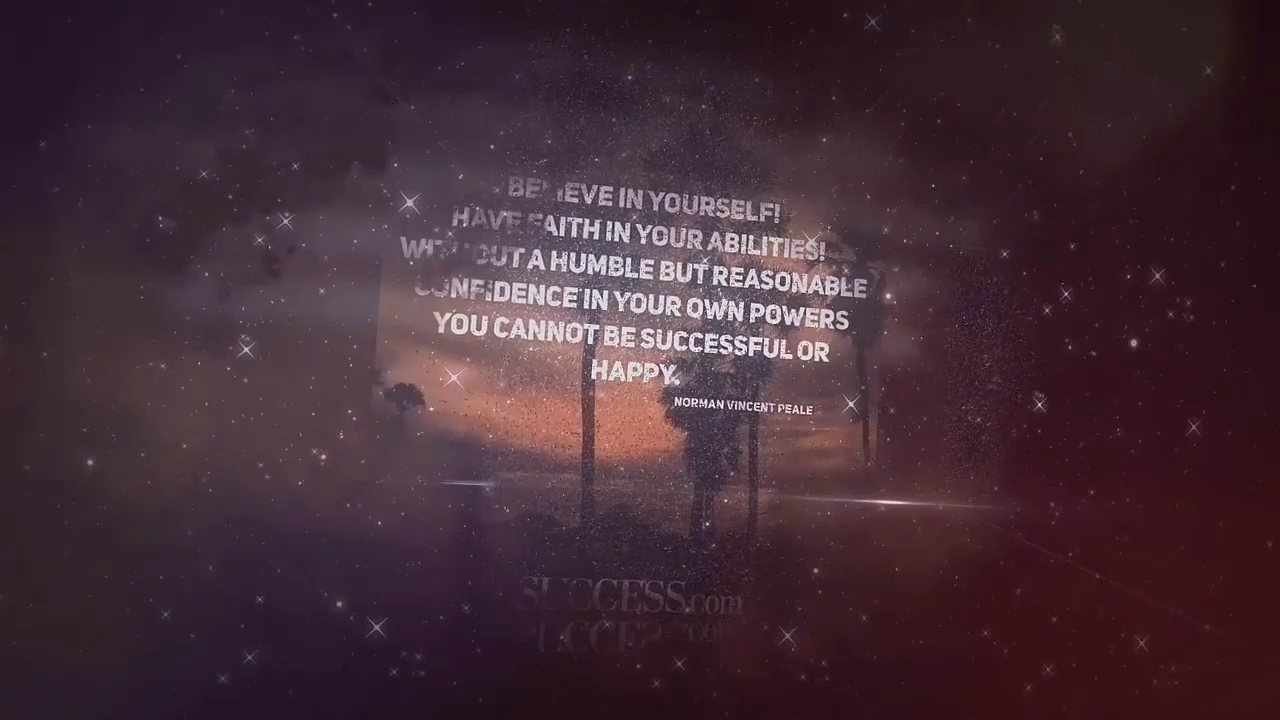 BELIEVE IN YOURSELF!
HAVE FAITH IN YOUR ABILITIES!
WITHOUT A HUMBLE BUT REASONABLE
CONFIDENCE IN YOUR OWN POWERS
YOU CANNOT BE SUCCESSFUL OR
HAPPY.
NORMAN VINCENT PEALE
SUCCESS.com